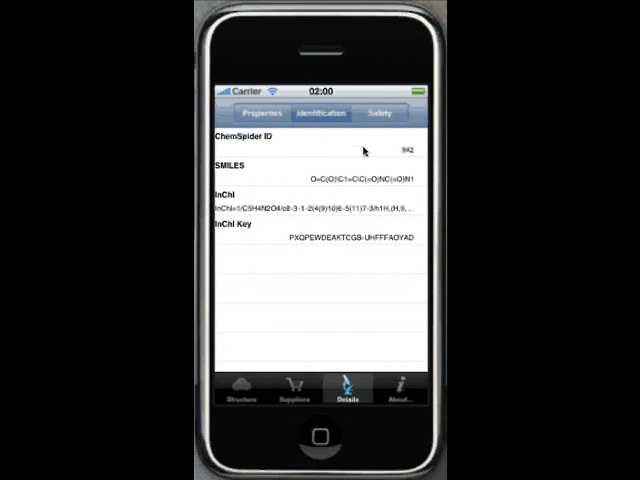 Carrier 02:00
Properties Identification Safety
ChemSpider ID
942
SMILES
O=C(O)\C1=C\C(=O)NC(=O)N1
InChI
InChI=1/C5H4N2O4/c8-3-1-2(4(9)10)6-5(11)7-3/h1H,(H,9,...
InChI Key
PXQPEWDEAKTCGB-UHFFFAOYAD
Structure Suppliers Details About...